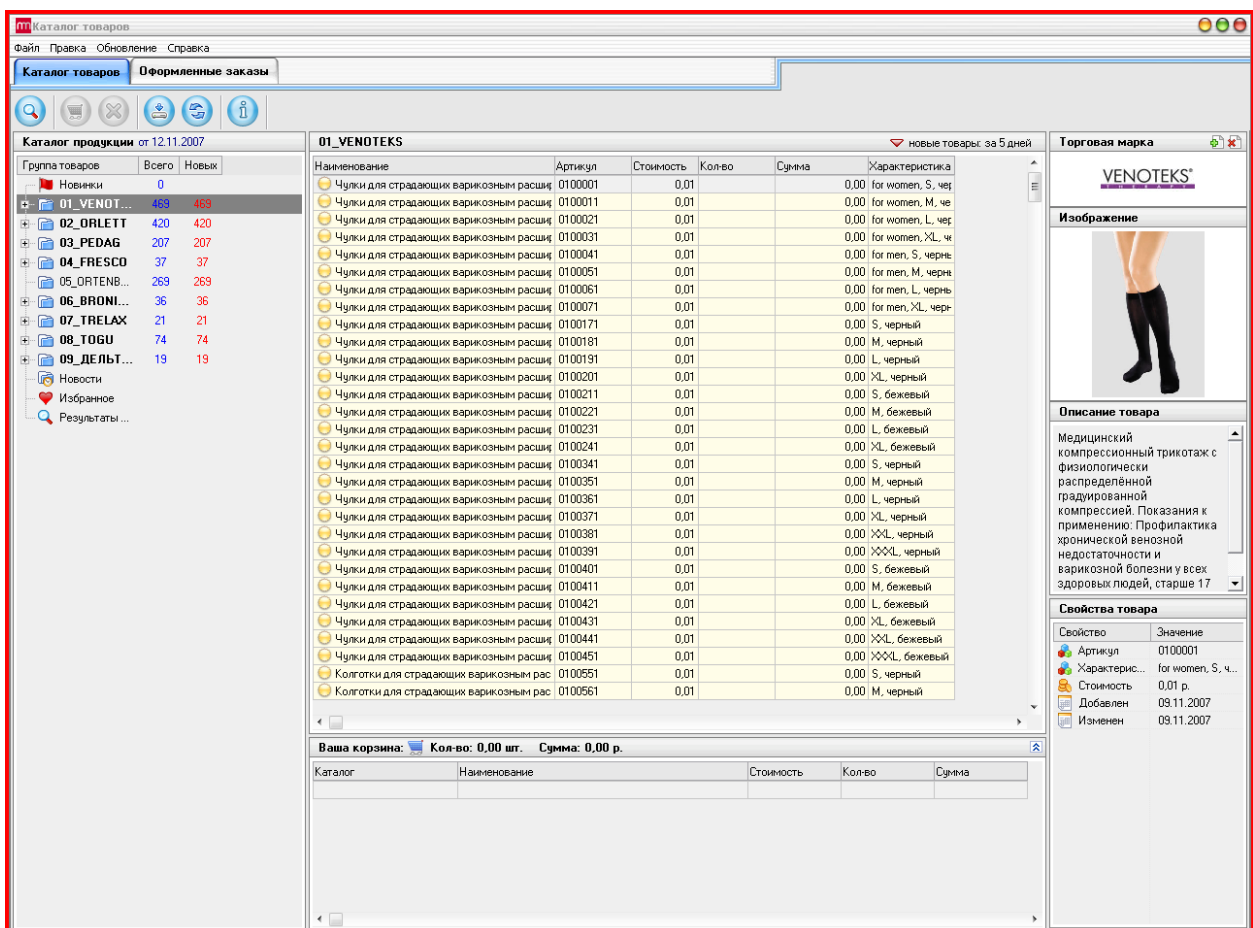 Каталог товаров
Файл Правка Обновление Справка
Каталог товаров Оформленные заказы
Каталог продукции от 12.11.2007
Группа товаров Всего Новых
Новинки 0
01_VENOT... 469 469
02_ORLETT 420 420
03_PEDAG 207 207
04_FRESCO 37 37
05_ORTENB... 269 269
06_BRONI... 36 36
07_TRELAX 21 21
08_TOGU 74 74
09_ДЕЛЬТ... 19 19
Новости
Избранное
Результаты ...
01_VENOTEKS новые товары: за 5 дней
Наименование Артикул Стоимость Кол-во Сумма Характеристика
Чулки для страдающих варикозным расшир 0100001 0,01 0,00 for women, S, чер
Чулки для страдающих варикозным расшир 0100011 0,01 0,00 for women, M, че
Чулки для страдающих варикозным расшир 0100021 0,01 0,00 for women, L, чер
Чулки для страдающих варикозным расшир 0100031 0,01 0,00 for women, XL, че
Чулки для страдающих варикозным расшир 0100041 0,01 0,00 for men, S, чернь
Чулки для страдающих варикозным расшир 0100051 0,01 0,00 for men, M, черны
Чулки для страдающих варикозным расшир 0100061 0,01 0,00 for men, L, чернь
Чулки для страдающих варикозным расшир 0100071 0,01 0,00 for men, XL, черн
Чулки для страдающих варикозным расшир 0100171 0,01 0,00 S, черный
Чулки для страдающих варикозным расшир 0100181 0,01 0,00 M, черный
Чулки для страдающих варикозным расшир 0100191 0,01 0,00 L, черный
Чулки для страдающих варикозным расшир 0100201 0,01 0,00 XL, черный
Чулки для страдающих варикозным расшир 0100211 0,01 0,00 S, бежевый
Чулки для страдающих варикозным расшир 0100221 0,01 0,00 M, бежевый
Чулки для страдающих варикозным расшир 0100231 0,01 0,00 L, бежевый
Чулки для страдающих варикозным расшир 0100241 0,01 0,00 XL, бежевый
Чулки для страдающих варикозным расшир 0100341 0,01 0,00 S, черный
Чулки для страдающих варикозным расшир 0100351 0,01 0,00 M, черный
Чулки для страдающих варикозным расшир 0100361 0,01 0,00 L, черный
Чулки для страдающих варикозным расшир 0100371 0,01 0,00 XL, черный
Чулки для страдающих варикозным расшир 0100381 0,01 0,00 XXL, черный
Чулки для страдающих варикозным расшир 0100391 0,01 0,00 XXXL, черный
Чулки для страдающих варикозным расшир 0100401 0,01 0,00 S, бежевый
Чулки для страдающих варикозным расшир 0100411 0,01 0,00 M, бежевый
Чулки для страдающих варикозным расшир 0100421 0,01 0,00 L, бежевый
Чулки для страдающих варикозным расшир 0100431 0,01 0,00 XL, бежевый
Чулки для страдающих варикозным расшир 0100441 0,01 0,00 XXL, бежевый
Чулки для страдающих варикозным расшир 0100451 0,01 0,00 XXXL, бежевый
Колготки для страдающих варикозным рас 0100551 0,01 0,00 S, черный
Колготки для страдающих варикозным рас 0100561 0,01 0,00 M, черный
Ваша корзина: Кол-во: 0,00 шт. Сумма: 0,00 р.
Каталог Наименование Стоимость Кол-во Сумма
Торговая марка
VENOTEKS
THERAPY
Изображение
Описание товара
Медицинский
компрессионный трикотаж с
физиологически
распределённой
градуированной
компрессией. Показания к
применению: Профилактика
хронической венозной
недостаточности и
варикозной болезни у всех
здоровых людей, старше 17
Свойства товара
Свойство Значение
Артикул 0100001
Характерис... for women, S, ч...
Стоимость 0,01 р.
Добавлен 09.11.2007
Изменен 09.11.2007